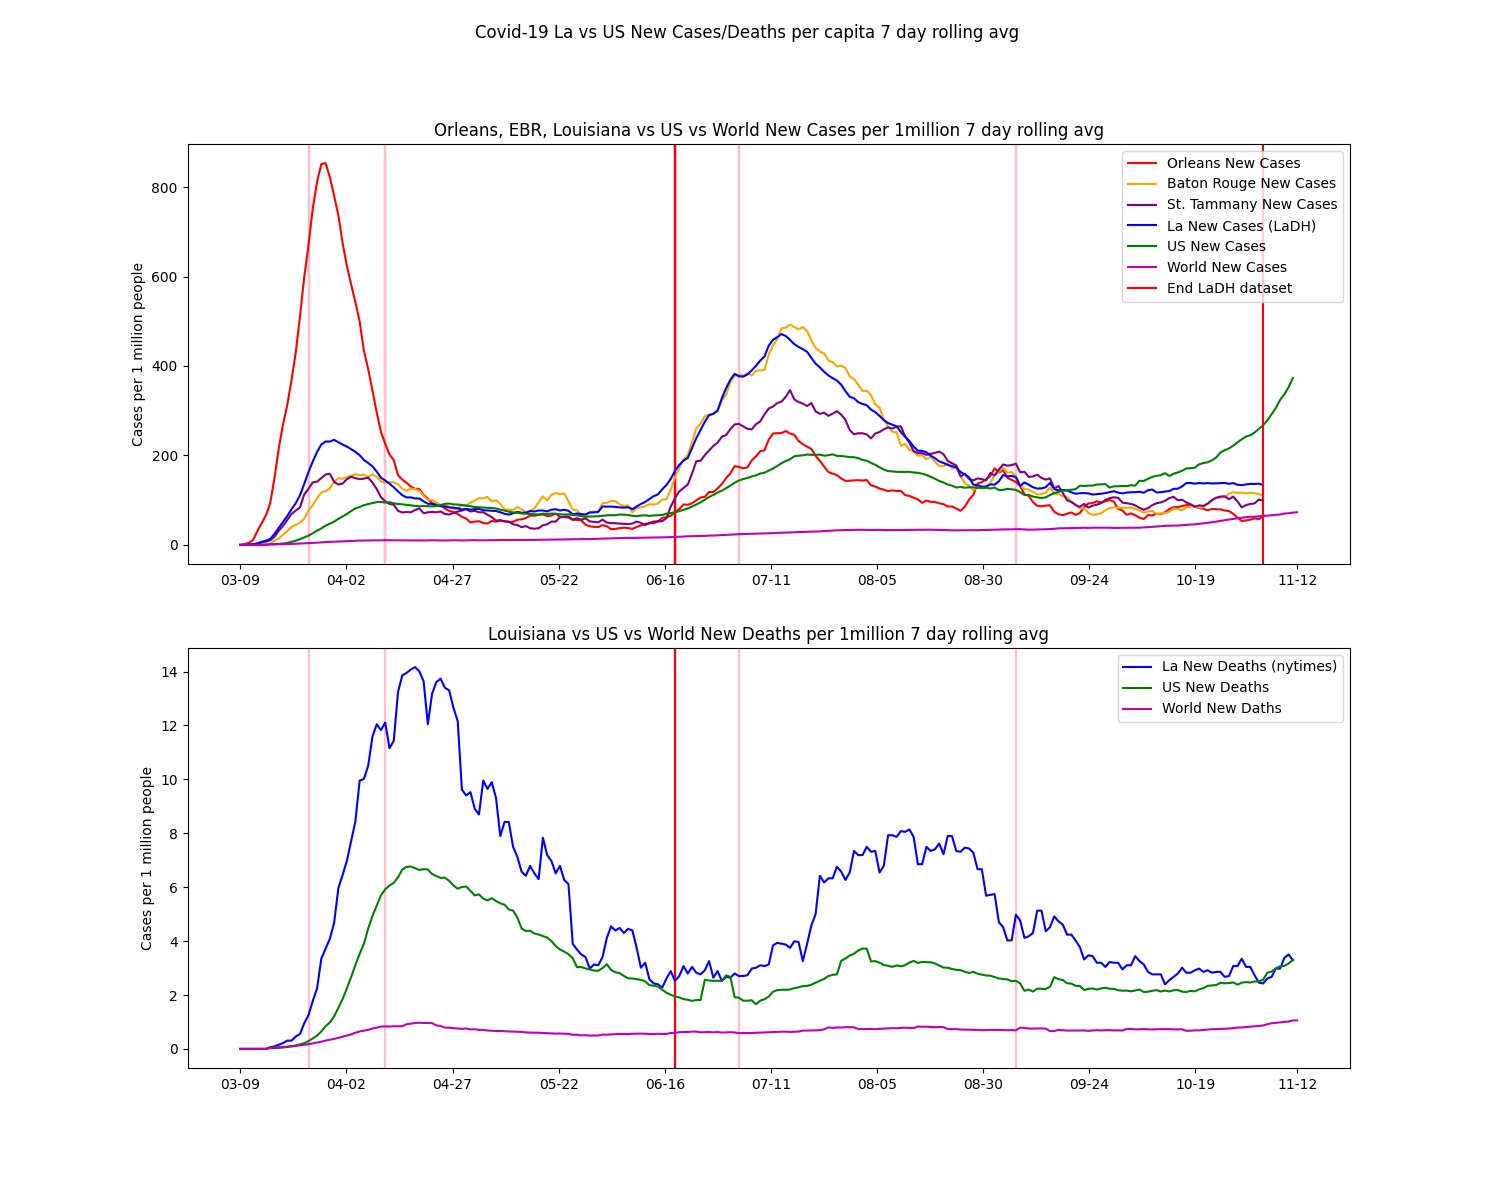 Covid-19 La vs US New Cases/Deaths per capita 7 day rolling avg
Orleans, EBR, Louisiana vs US vs World New Cases per 1million 7 day rolling avg
Cases per 1 million people
800
600
400
200
0
Orleans New Cases
Baton Rouge New Cases
St. Tammany New Cases
La New Cases (LaDH)
US New Cases
World New Cases
End LaDH dataset
03-09 04-02 04-27 05-22 06-16 07-11 08-05 08-30 09-24 10-19 11-12
Louisiana vs US vs World New Deaths per 1million 7 day rolling avg
Cases per 1 million people
14
12
10
8
6
4
2
0
La New Deaths (nytimes)
US New Deaths
World New Daths
03-09 04-02 04-27 05-22 06-16 07-11 08-05 08-30 09-24 10-19 11-12